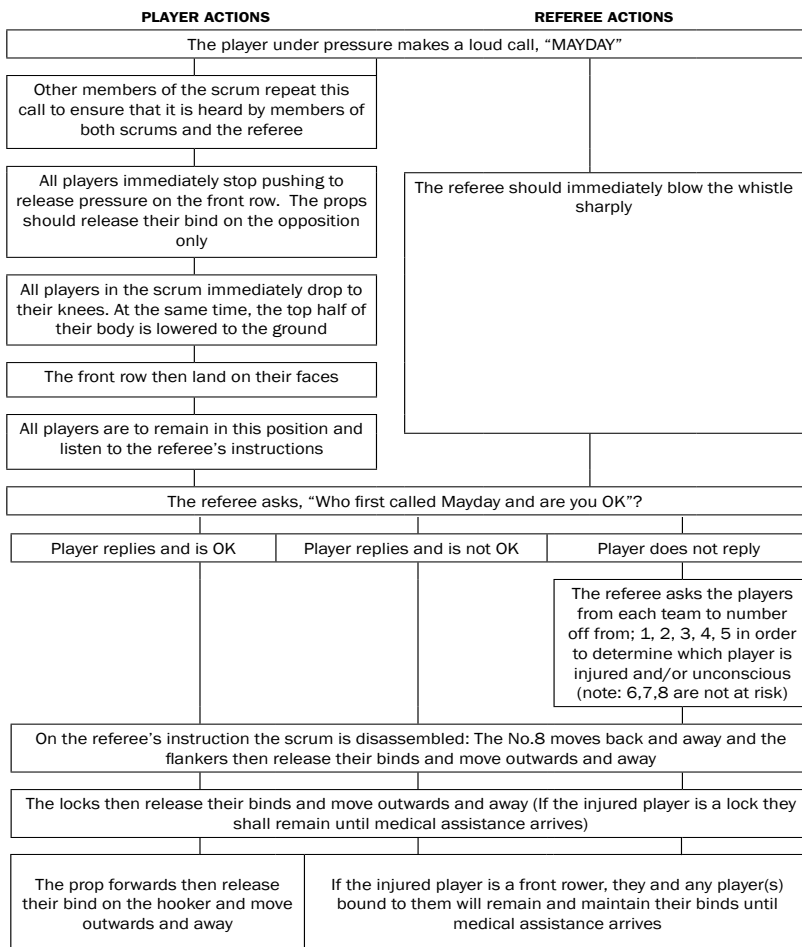 PLAYER ACTIONS
REFEREE ACTIONS
The player under pressure makes a loud call, “MAYDAY”
Other members of the scrum repeat this
call to ensure that it is heard by members of
both scrums and the referee
All players immediately stop pushing to
release pressure on the front row.  The props
should release their bind on the opposition
only
The referee should immediately blow the whistle
sharply
All players in the scrum immediately drop to
their knees. At the same time, the top half of
their body is lowered to the ground
The front row then land on their faces
All players are to remain in this position and
listen to the referee’s instructions
The referee asks, “Who first called Mayday and are you OK”?
Player replies and is OK
Player replies and is not OK
Player does not reply
The referee asks the players
from each team to number
off from; 1, 2, 3, 4, 5 in order
to determine which player is
injured and/or unconscious
(note: 6,7,8 are not at risk)
On the referee’s instruction the scrum is disassembled: The No.8 moves back and away and the
flankers then release their binds and move outwards and away
The locks then release their binds and move outwards and away (If the injured player is a lock they
shall remain until medical assistance arrives)
The prop forwards then release
their bind on the hooker and move
outwards and away
If the injured player is a front rower, they and any player(s)
bound to them will remain and maintain their binds until
medical assistance arrives